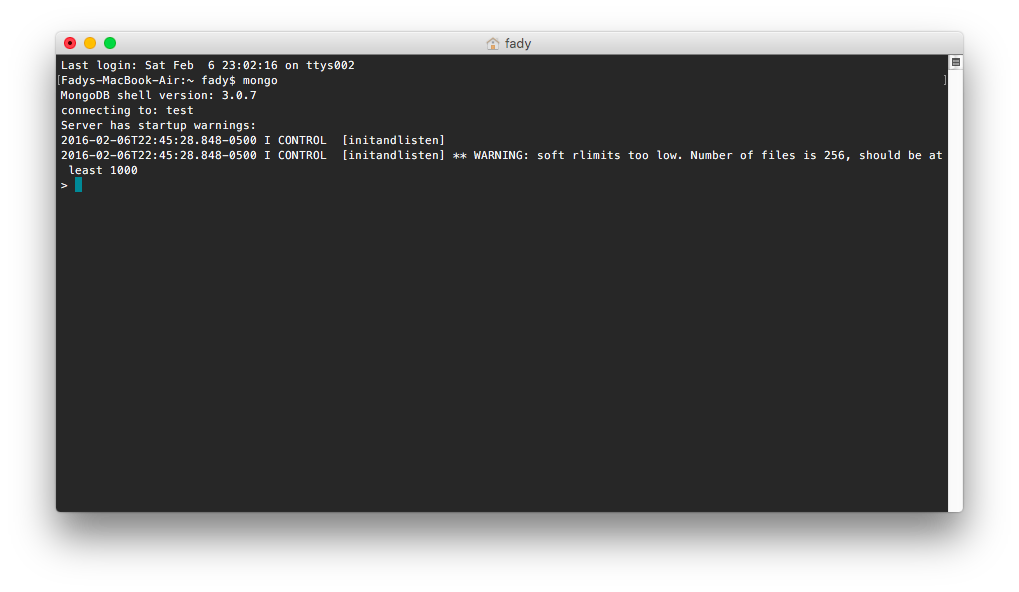 fady
Last login: Sat Feb  6 23:02:16 on ttys002
[Fadys-MacBook-Air:~ fady$ mongo ]
MongoDB shell version: 3.0.7
connecting to: test
Server has startup warnings:
2016-02-06T22:45:28.848-0500 I CONTROL  [initandlisten]
2016-02-06T22:45:28.848-0500 I CONTROL  [initandlisten] ** WARNING: soft rlimits too low. Number of files is 256, should be at
 least 1000
>